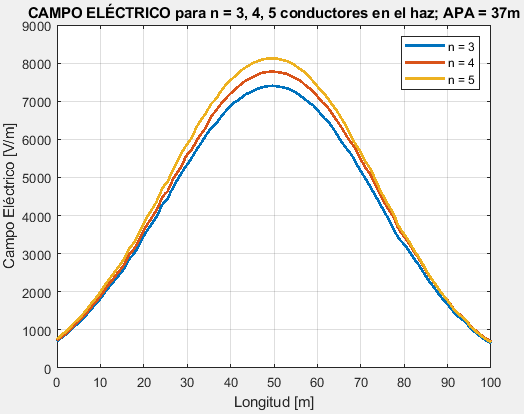 CAMPO ELÉCTRICO para n = 3, 4, 5 conductores en el haz; APA = 37m
n = 3
n = 4
n = 5
9000
8000
7000
6000
5000
4000
3000
2000
1000
0
Campo Eléctrico [V/m]
0 10 20 30 40 50 60 70 80 90 100
Longitud [m]